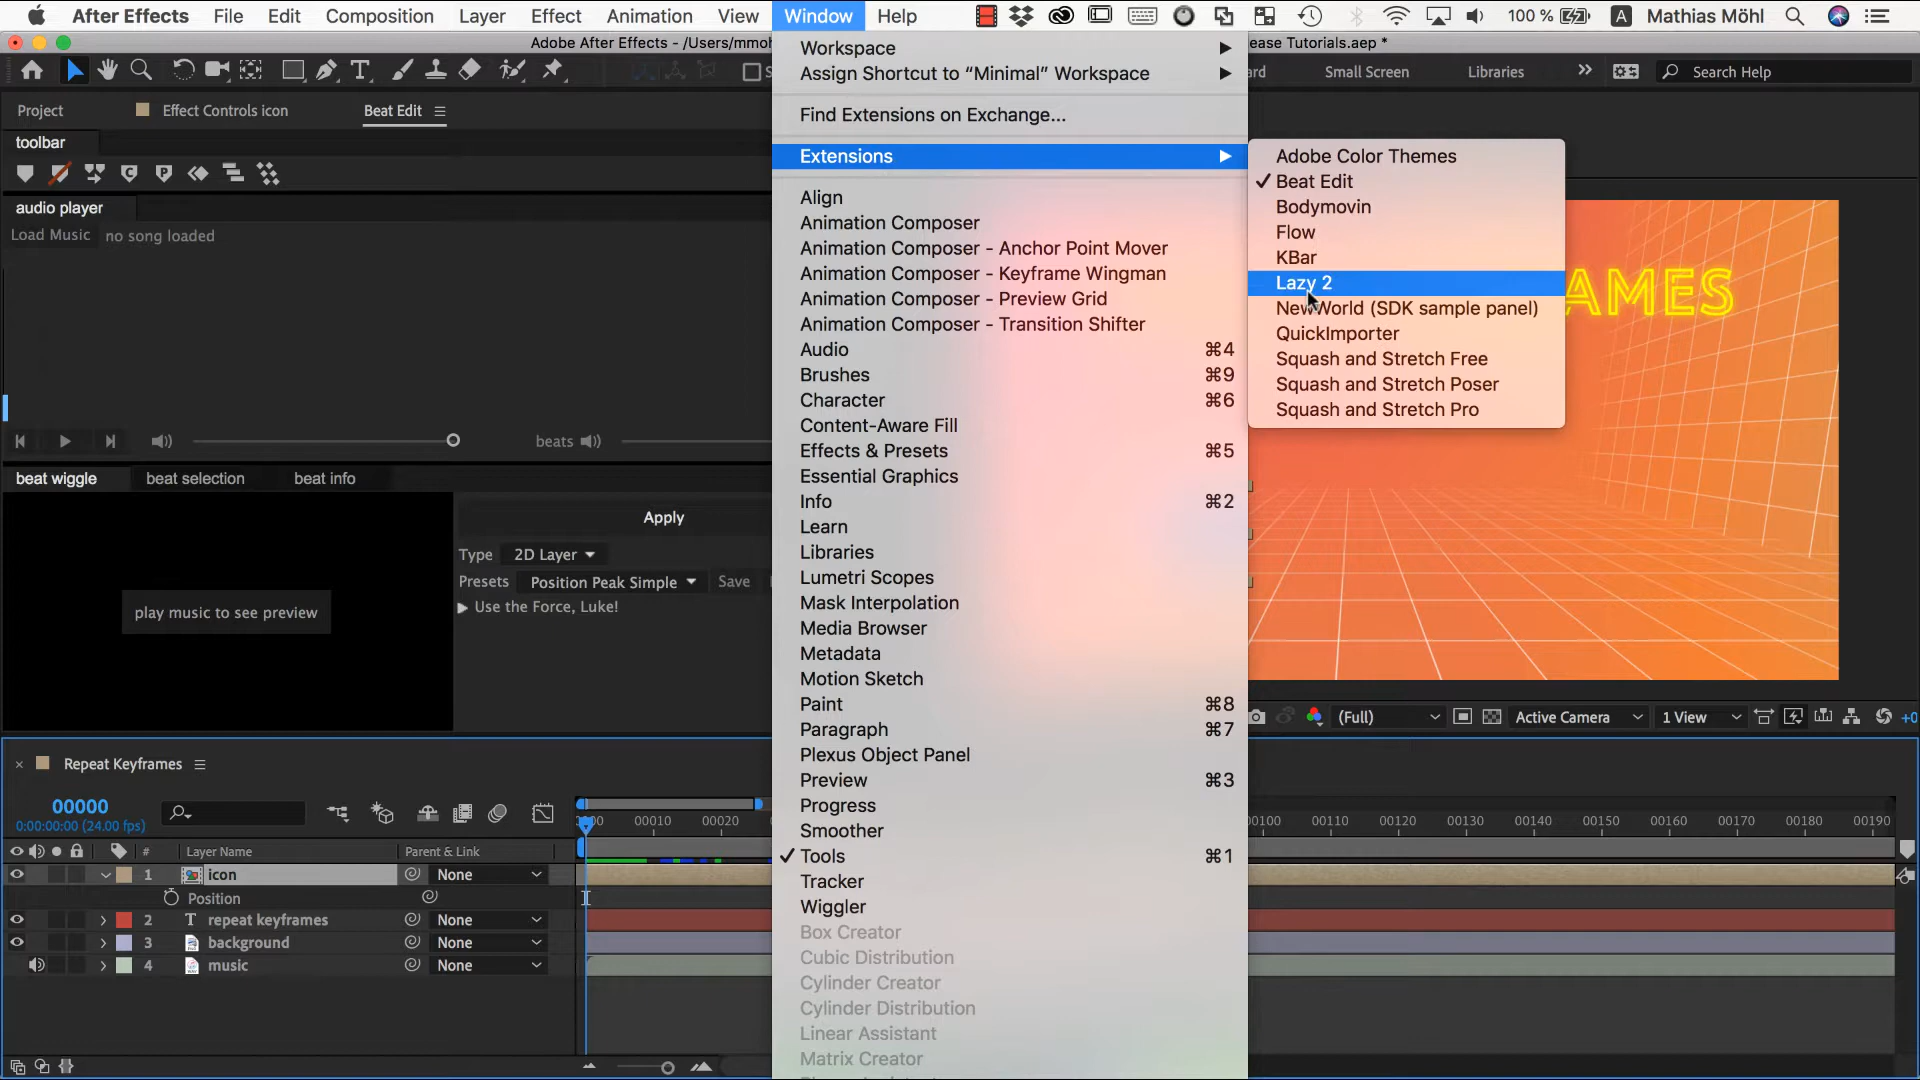 After Effects File Edit Composition Layer Effect Animation View Window Help 100 % A Mathias Möhl
Adobe After Effects - /Users/mmoh
ease Tutorials.aep *
Small Screen Libraries Search Help
Project Effect Controls icon Beat Edit
toolbar
audio player
Load Music no song loaded
beats
beat wiggle beat selection beat info
Apply
Type 2D Layer
Presets Position Peak Simple Save
Use the Force, Luke!
play music to see preview
Workspace
Assign Shortcut to “Minimal” Workspace
Find Extensions on Exchange...
Extensions
Align
Animation Composer
Animation Composer - Anchor Point Mover
Animation Composer - Keyframe Wingman
Animation Composer - Preview Grid
Animation Composer - Transition Shifter
Audio ⌘4
Brushes ⌘9
Character ⌘6
Content-Aware Fill
Effects & Presets ⌘5
Essential Graphics
Info ⌘2
Learn
Libraries
Lumetri Scopes
Mask Interpolation
Media Browser
Metadata
Motion Sketch
Paint ⌘8
Paragraph ⌘7
Plexus Object Panel
Preview ⌘3
Progress
Smoother
✓ Tools ⌘1
Tracker
Wiggler
Box Creator
Cubic Distribution
Cylinder Creator
Cylinder Distribution
Linear Assistant
Matrix Creator
Adobe Color Themes
✓ Beat Edit
Bodymovin
Flow
KBar
Lazy 2
NewWorld (SDK sample panel)
QuickImporter
Squash and Stretch Free
Squash and Stretch Poser
Squash and Stretch Pro
AMES
(Full) Active Camera 1 View +0
Repeat Keyframes
00000
0:00:00:00 (24.00 fps)
00010 00020 00100 00110 00120 00130 00140 00150 00160 00170 00180 00190
# Layer Name Parent & Link
1 icon None
Position
2 T repeat keyframes None
3 background None
4 music None